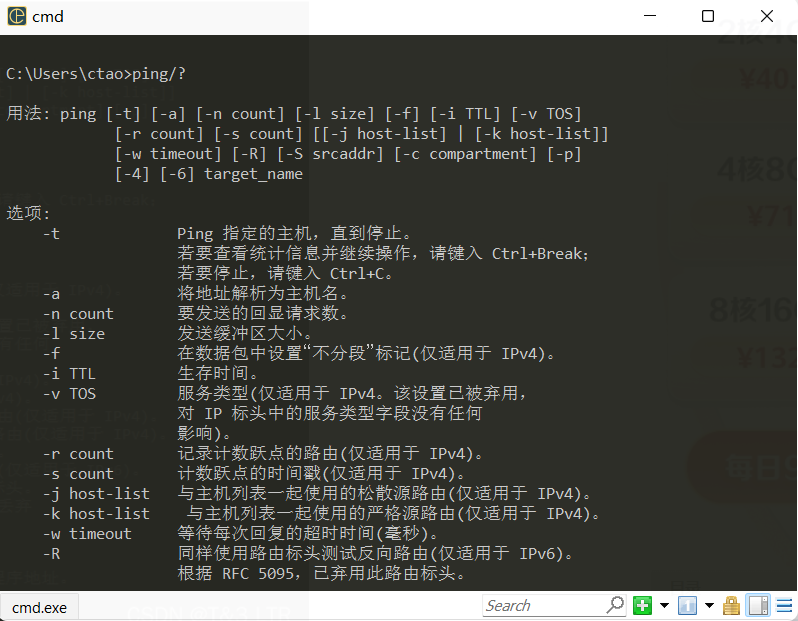 cmd
C:\Users\ctao>ping/?
用法: ping [-t] [-a] [-n count] [-l size] [-f] [-i TTL] [-v TOS]
[-r count] [-s count] [[-j host-list] | [-k host-list]]
[-w timeout] [-R] [-S srcaddr] [-c compartment] [-p]
[-4] [-6] target_name
选项:
-t Ping 指定的主机，直到停止。
若要查看统计信息并继续操作，请键入 Ctrl+Break；
若要停止，请键入 Ctrl+C。
-a 将地址解析为主机名。
-n count 要发送的回显请求数。
-l size 发送缓冲区大小。
-f 在数据包中设置“不分段”标记(仅适用于 IPv4)。
-i TTL 生存时间。
-v TOS 服务类型(仅适用于 IPv4。该设置已被弃用，
对 IP 标头中的服务类型字段没有任何
影响)。
-r count 记录计数跃点的路由(仅适用于 IPv4)。
-s count 计数跃点的时间戳(仅适用于 IPv4)。
-j host-list 与主机列表一起使用的松散源路由(仅适用于 IPv4)。
-k host-list 与主机列表一起使用的严格源路由(仅适用于 IPv4)。
-w timeout 等待每次回复的超时时间(毫秒)。
-R 同样使用路由标头测试反向路由(仅适用于 IPv6)。
根据 RFC 5095，已弃用此路由标头。
cmd.exe
Search